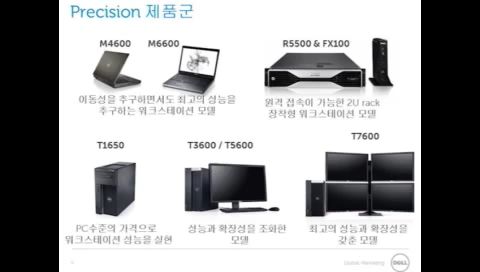 Precision 제품군
M4600
M6600
R5500 & FX100
이동성을 추구하면서도 최고의 성능을
추구하는 워크스테이션 모델
원격 접속이 가능한 2U rack
장착형 워크스테이션 모델
T1650
T3600 / T5600
T7600
PC수준의 가격으로
워크스테이션 성능을 실현
성능과 확장성을 조화한
모델
최고의 성능과 확장성을
갖춘 모델
Global Marketing
DELL